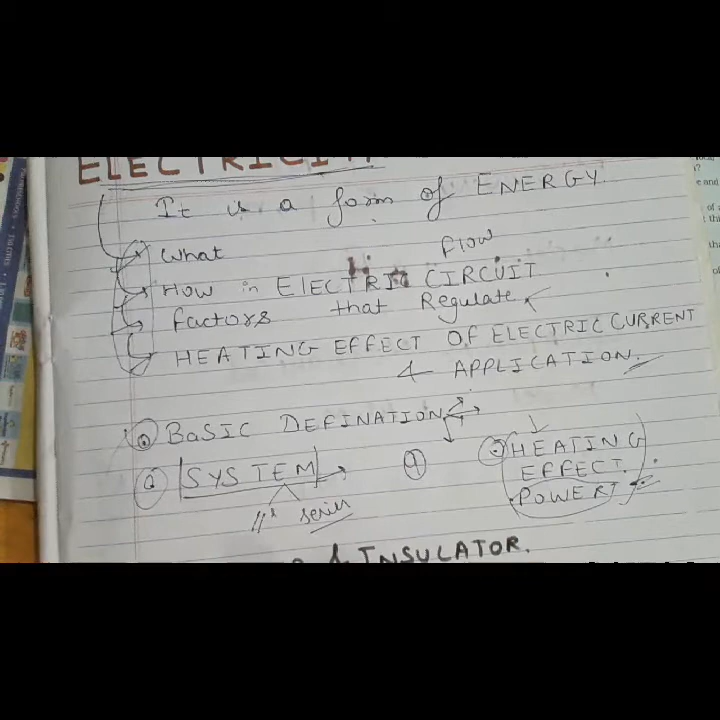 ELECTRICITY
It is a form of ENERGY.
What
flow
How in ELECTRIC CIRCUIT
factors that Regulate
HEATING EFFECT OF ELECTRIC CURRENT
& APPLICATION.
BaSIC DEFINATION
HEATING
SYSTEM
EFFECT.
POWER
series
& INSULATOR.